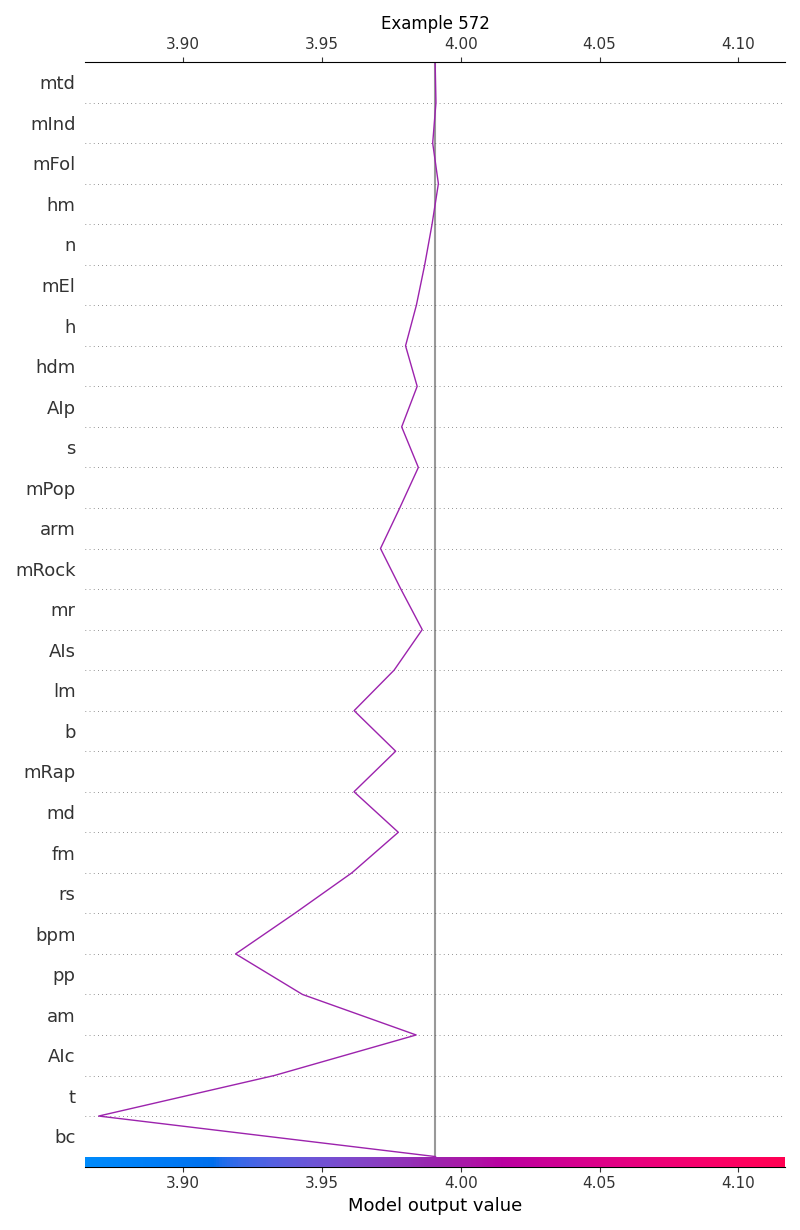 Example 572
3.90 3.95 4.00 4.05 4.10
mtd
mInd
mFol
hm
n
mEl
h
hdm
AIp
s
mPop
arm
mRock
mr
AIs
lm
b
mRap
md
fm
rs
bpm
pp
am
AIc
t
bc
3.90 3.95 4.00 4.05 4.10
Model output value